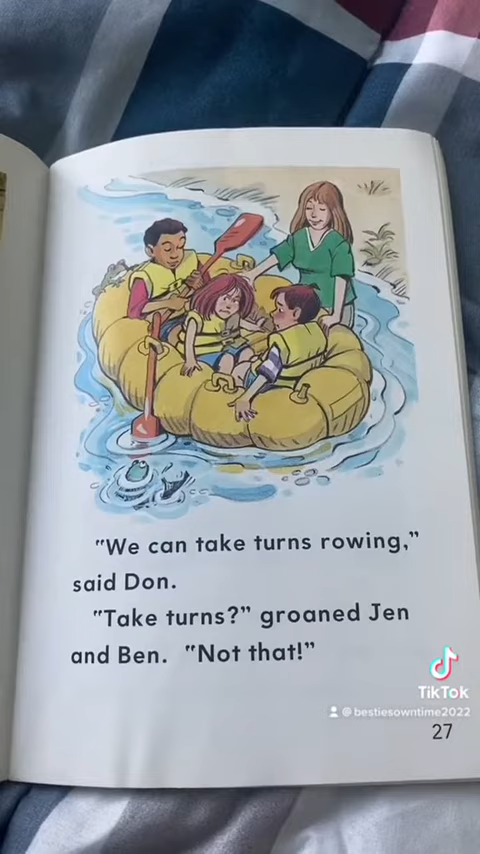 "We can take turns rowing,"
said Don.
"Take turns?" groaned Jen
and Ben. "Not that!"
TikTok
@bestiesowntime2022
27